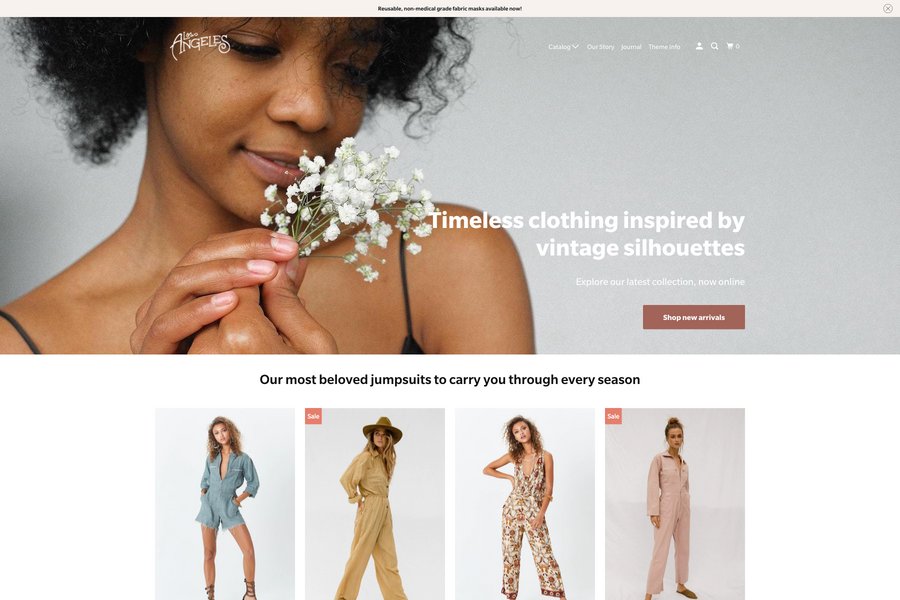 Reusable, non-medical grade fabric masks available now!
Los
ANGELES
Catalog Our Story Journal Theme Info 0
Timeless clothing inspired by
vintage silhouettes
Explore our latest collection, now online
Shop new arrivals
Our most beloved jumpsuits to carry you through every season
Sale
Sale